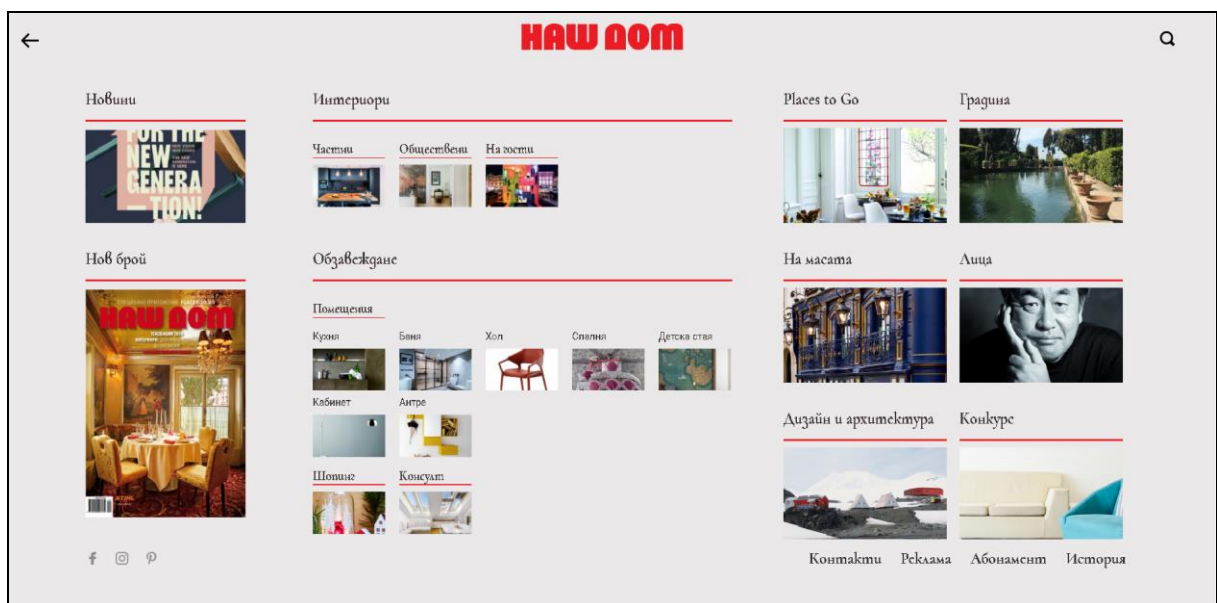 НАШ ДОМ
Новини
FOR THE
NEW
GENERA
—TION!
Нов брой
НАШ ДОМ
Интериори
Частни
Обществени
На гости
Обзавеждане
Помещения
Кухня
Баня
Хол
Спалня
Детска стая
Кабинет
Антре
Шопинг
Консулт
Places to Go
Градина
На масата
Лица
Дизайн и архитектура
Конкурс
Контакти
Реклама
Абонамент
История